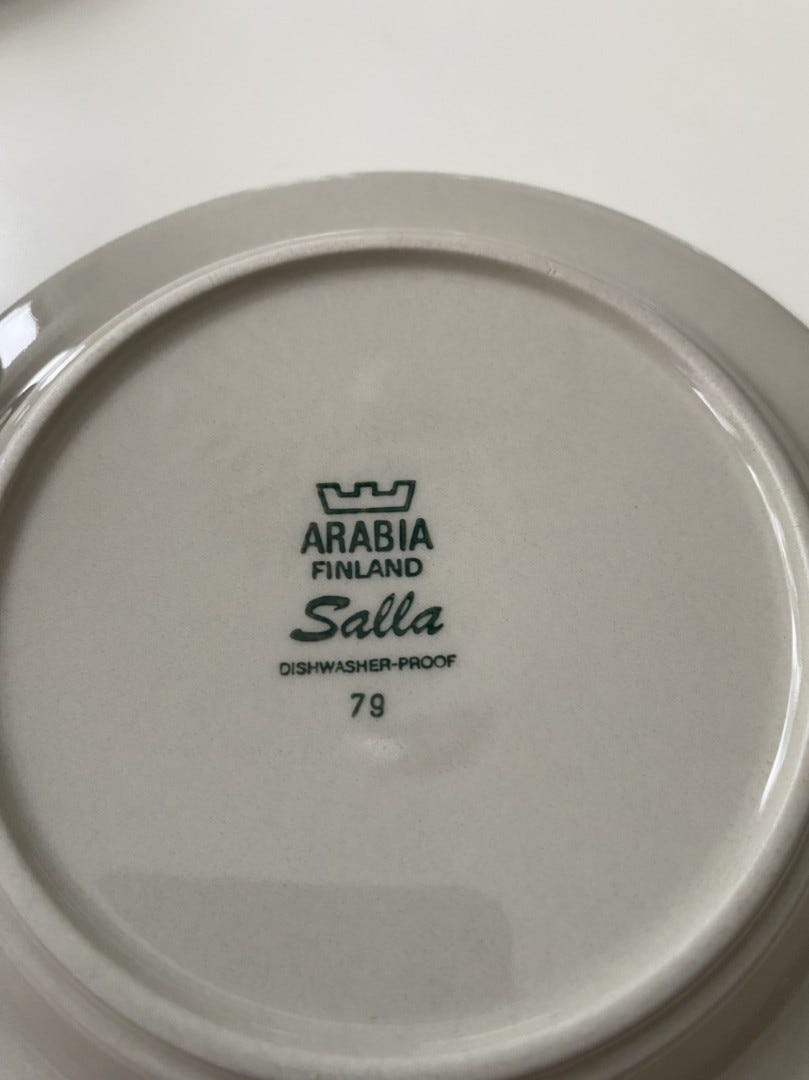 ARABIA
FINLAND
Salla
DISHWASHER-PROOF
79